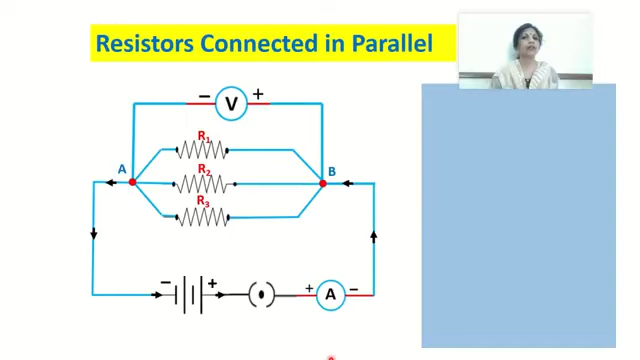 Resistors Connected in Parallel
− V +
R1
A B
R2
R3
− + + A −